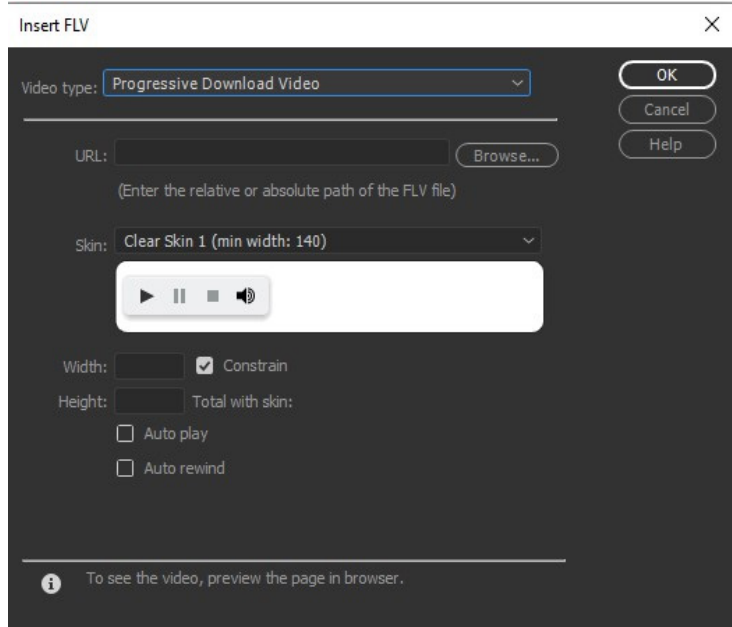 Insert FLV
Video type: Progressive Download Video
OK
Cancel
Help
URL: Browse...
(Enter the relative or absolute path of the FLV file)
Skin: Clear Skin 1 (min width: 140)
Width: Constrain
Height: Total with skin:
Auto play
Auto rewind
To see the video, preview the page in browser.